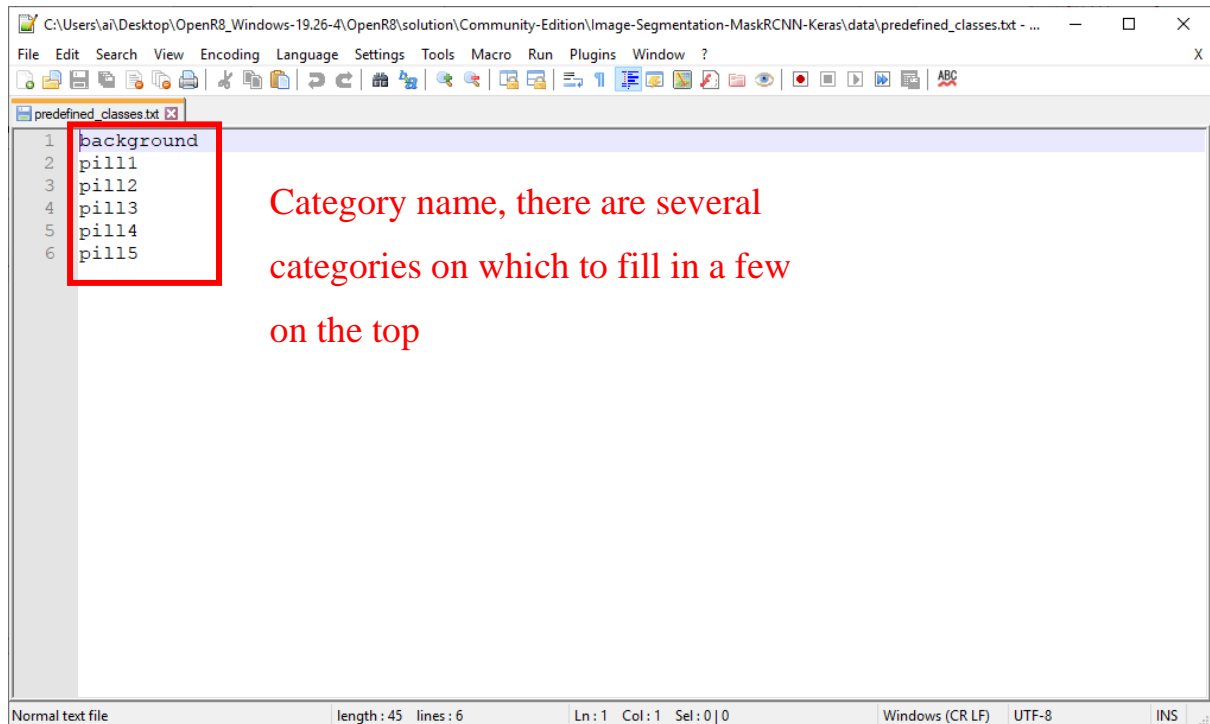 C:\Users\ai\Desktop\OpenR8_Windows-19.26-4\OpenR8\solution\Community-Edition\Image-Segmentation-MaskRCNN-Keras\data\predefined_classes.txt - ...
File Edit Search View Encoding Language Settings Tools Macro Run Plugins Window ? X
ABC
predefined_classes.txt
1 background
2 pill1
3 pill2
4 pill3
5 pill4
6 pill5
Category name, there are several
categories on which to fill in a few
on the top
Normal text file length : 45 lines : 6 Ln : 1 Col : 1 Sel : 0 | 0 Windows (CR LF) UTF-8 INS